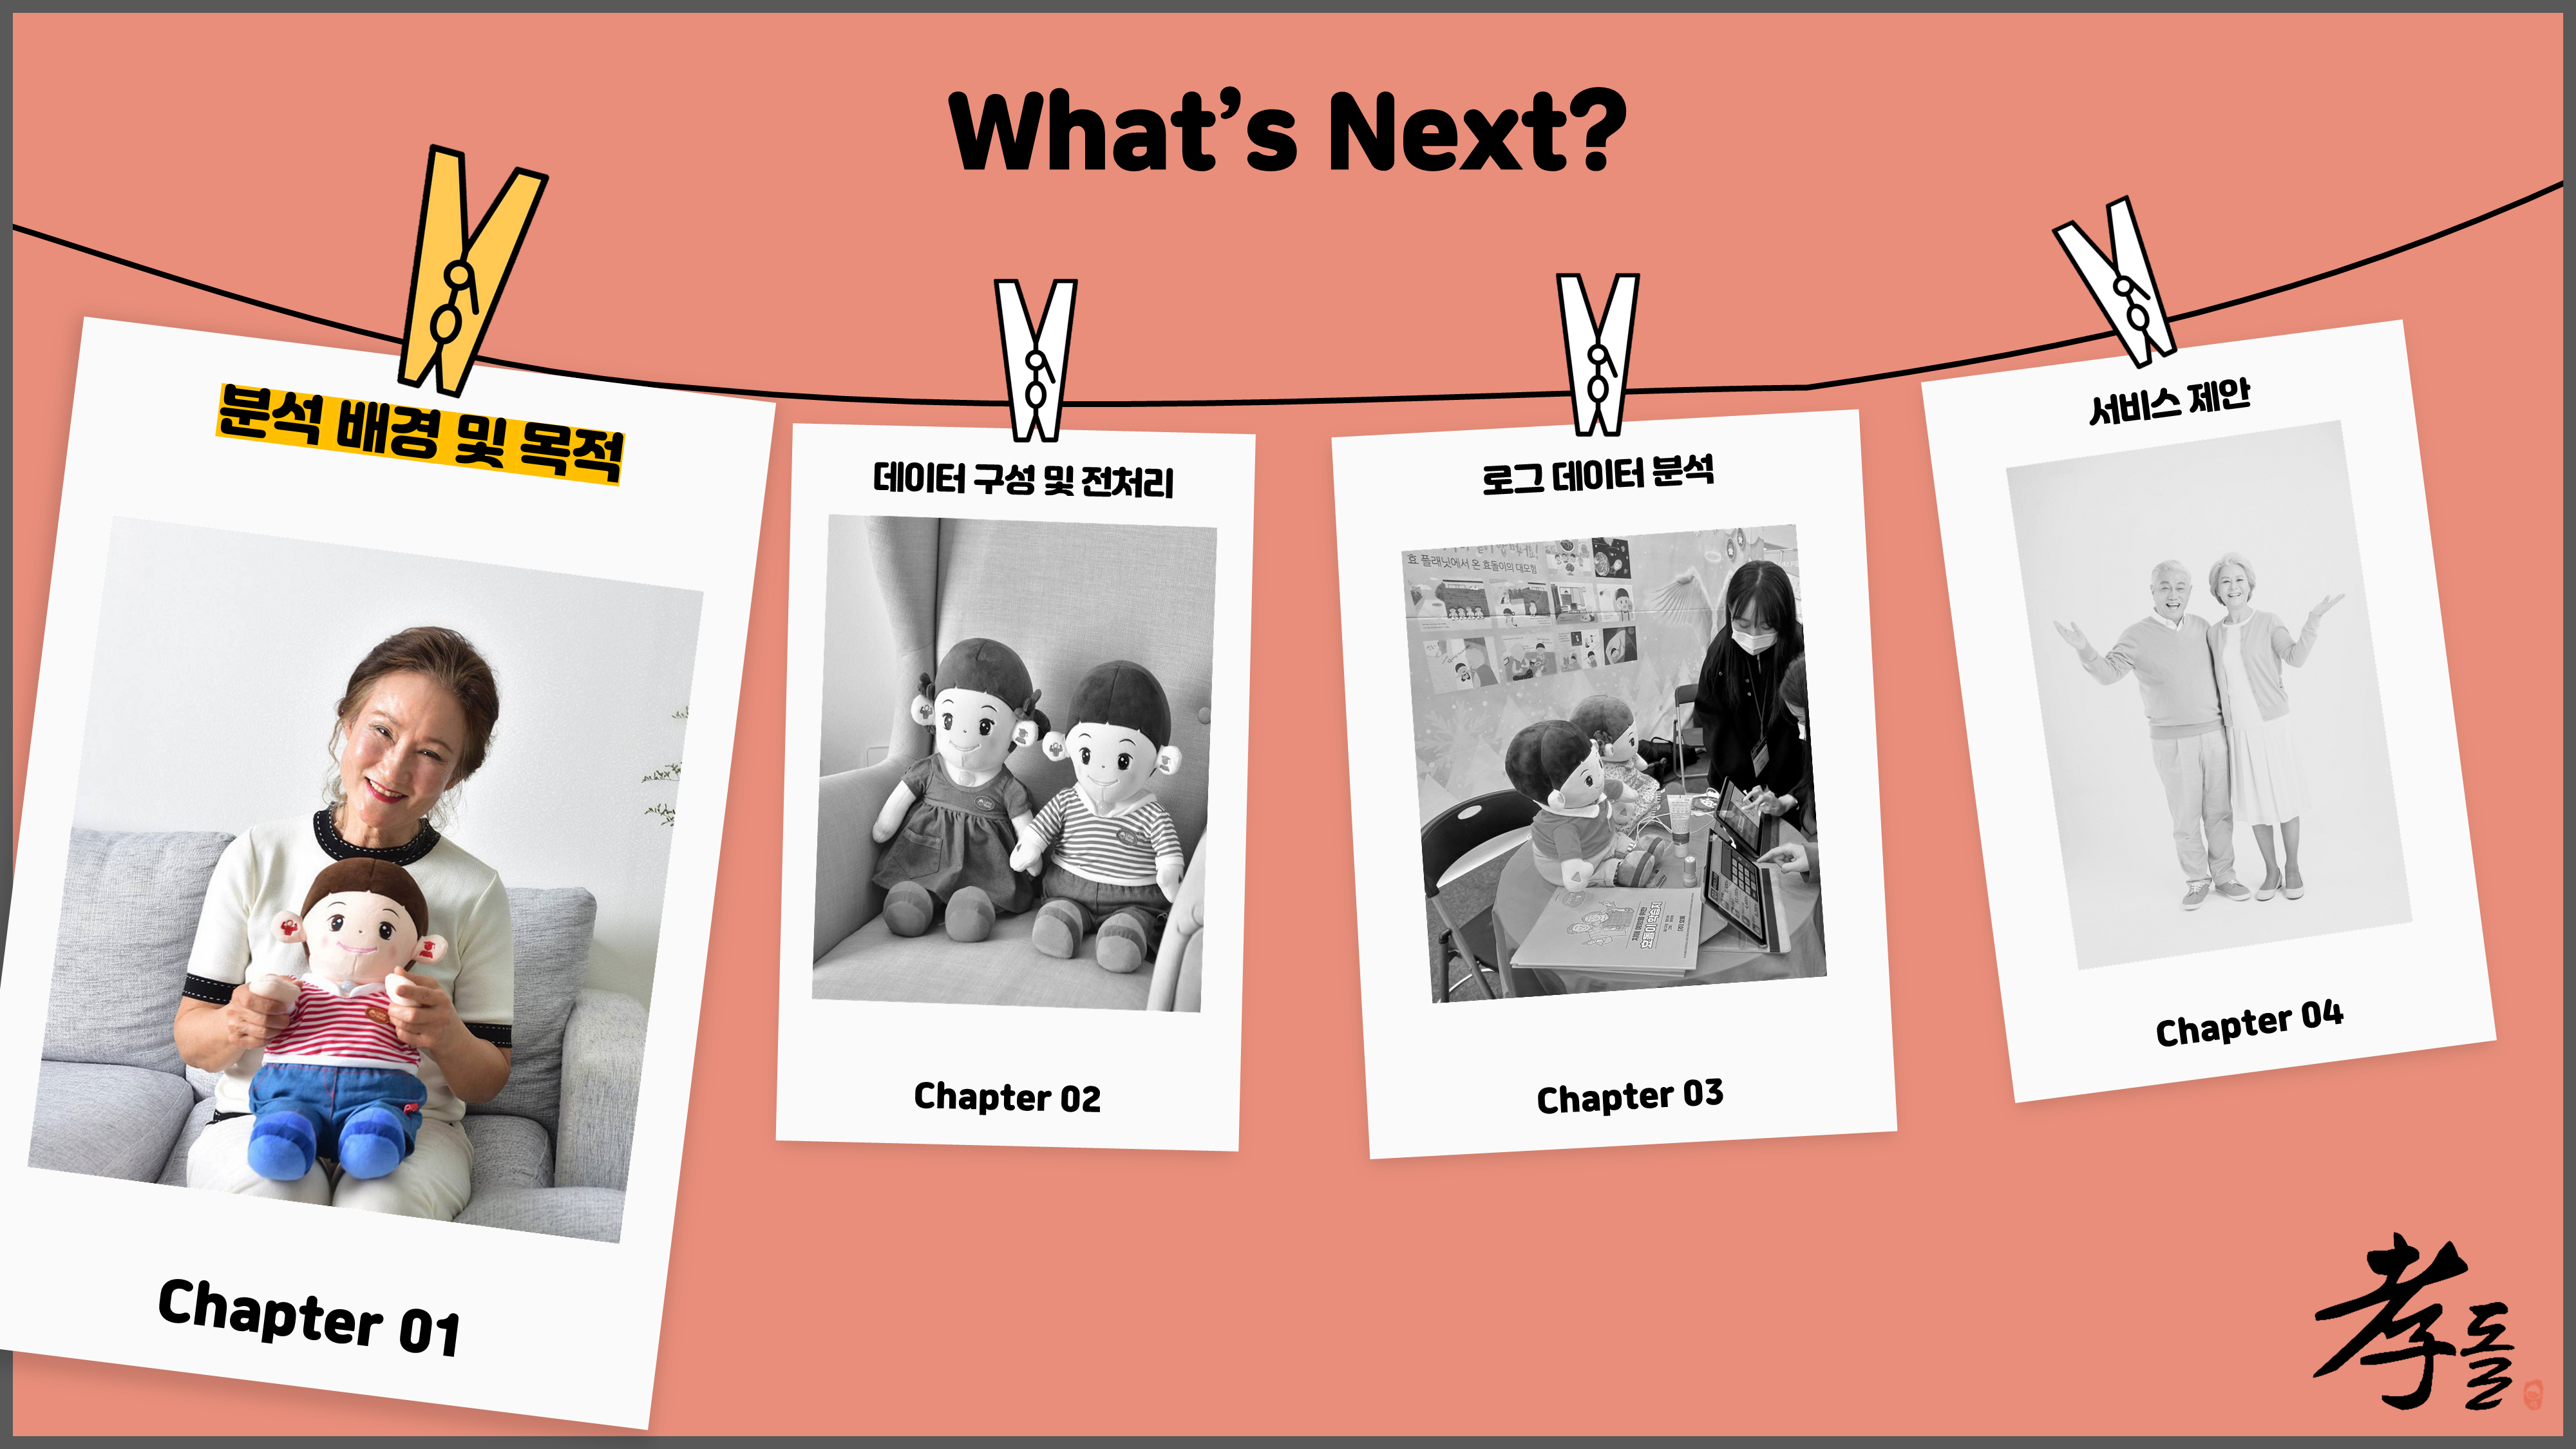 What's Next?
분석 배경 및 목적
Chapter 01
데이터 구성 및 전처리
Chapter 02
로그 데이터 분석
효 플래닛에서 온 효돌이의 대모험
Chapter 03
서비스 제안
Chapter 04
孝돌